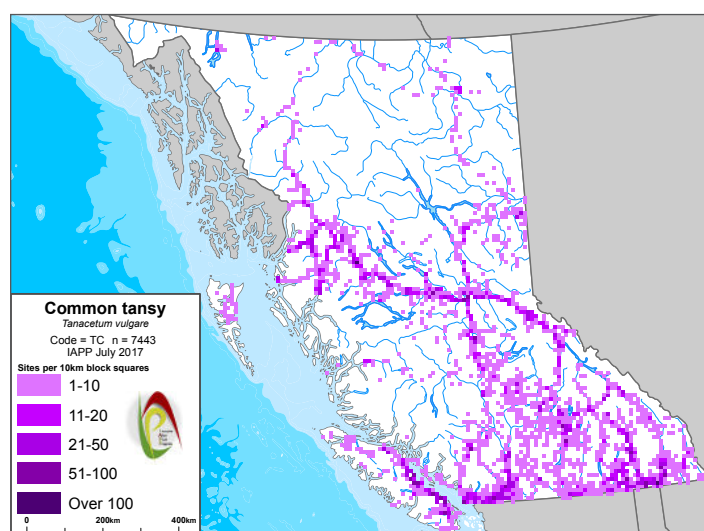 Common tansy
Tanacetum vulgare
Code = TC n = 7443
IAPP July 2017
Sites per 10km block squares
1-10
11-20
21-50
51-100
Over 100
0 200km 400km